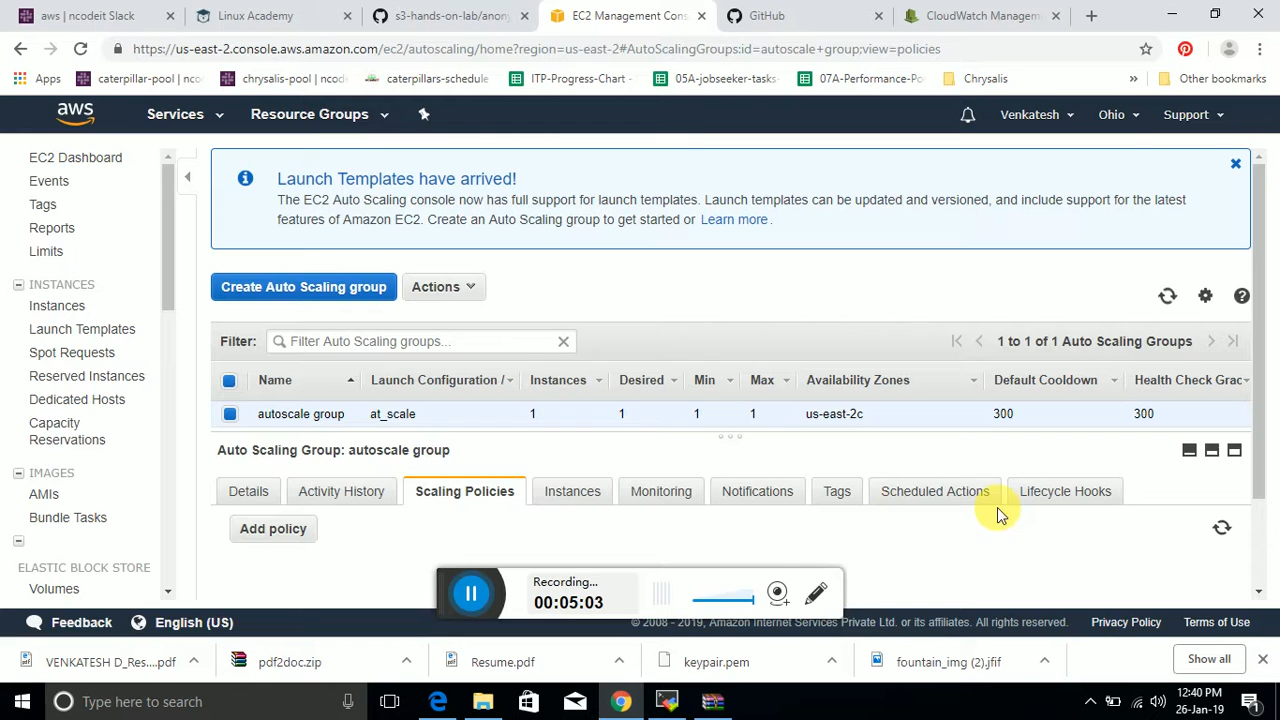 aws | ncodeit Slack
Linux Academy
s3-hands-on-lab/anony
EC2 Management Cons
GitHub
CloudWatch Managem
https://us-east-2.console.aws.amazon.com/ec2/autoscaling/home?region=us-east-2#AutoScalingGroups:id=autoscale+group;view=policies
Apps
caterpillar-pool | nco
chrysalis-pool | ncode
caterpillars-schedule
ITP-Progress-Chart -
05A-jobseeker-tasks-
07A-Performance-Po
Chrysalis
»
Other bookmarks
aws
Services
Resource Groups
Venkatesh
Ohio
Support
EC2 Dashboard
Events
Tags
Reports
Limits
INSTANCES
Instances
Launch Templates
Spot Requests
Reserved Instances
Dedicated Hosts
Capacity
Reservations
IMAGES
AMIs
Bundle Tasks
ELASTIC BLOCK STORE
Volumes
Launch Templates have arrived!
The EC2 Auto Scaling console now has full support for launch templates. Launch templates can be updated and versioned, and include support for the latest
features of Amazon EC2. Create an Auto Scaling group to get started or Learn more.
Create Auto Scaling group
Actions
Filter:
Filter Auto Scaling groups...
1 to 1 of 1 Auto Scaling Groups
Name
Launch Configuration /
Instances
Desired
Min
Max
Availability Zones
Default Cooldown
Health Check Grac
autoscale group
at_scale
1
1
1
1
us-east-2c
300
300
Auto Scaling Group: autoscale group
Details
Activity History
Scaling Policies
Instances
Monitoring
Notifications
Tags
Scheduled Actions
Lifecycle Hooks
Add policy
Recording...
00:05:03
Feedback
English (US)
© 2008 - 2019, Amazon Internet Services Private Ltd. or its affiliates. All rights reserved.
Privacy Policy
Terms of Use
VENKATESH D_Res....pdf
pdf2doc.zip
Resume.pdf
keypair.pem
fountain_img (2).jfif
Show all
Type here to search
12:40 PM
26-Jan-19
1